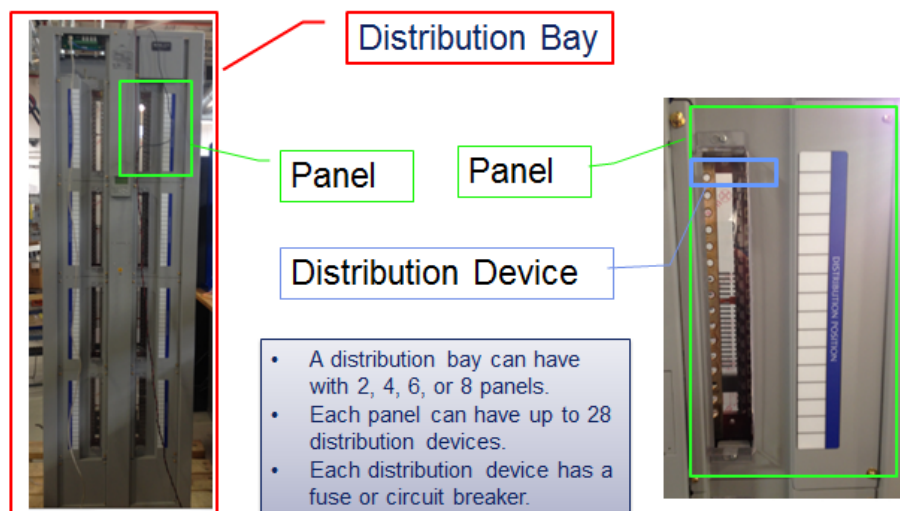 Distribution Bay
Panel
Panel
Distribution Device
• A distribution bay can have
with 2, 4, 6, or 8 panels.
• Each panel can have up to 28
distribution devices.
• Each distribution device has a
fuse or circuit breaker.
DISTRIBUTION POSITION